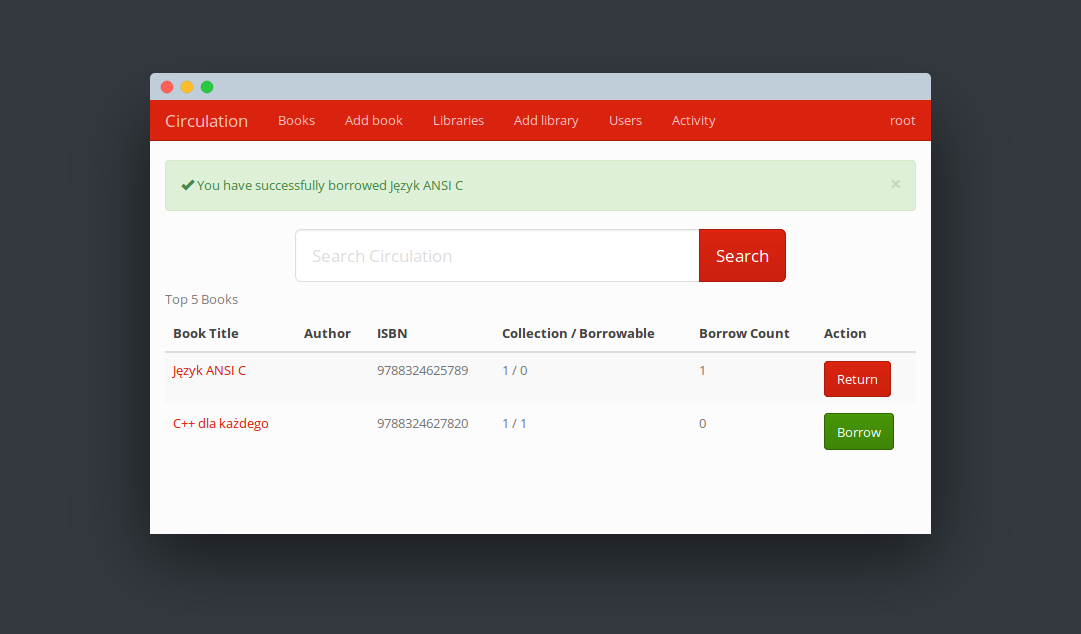 Circulation Books Add book Libraries Add library Users Activity root
You have successfully borrowed Język ANSI C ×
Search Circulation Search
Top 5 Books
Book Title Author ISBN Collection / Borrowable Borrow Count Action
Język ANSI C 9788324625789 1 / 0 1 Return
C++ dla każdego 9788324627820 1 / 1 0 Borrow